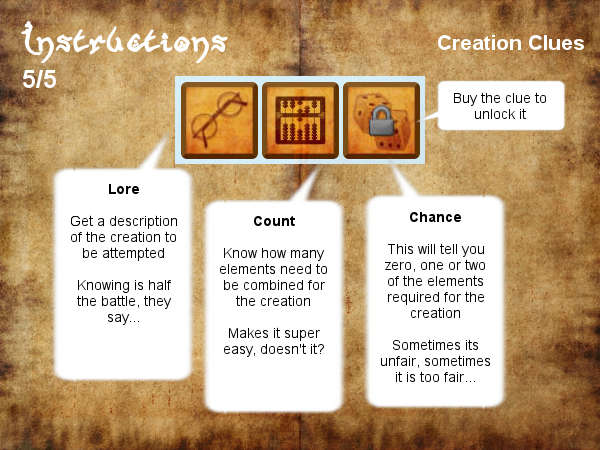 Instructions
5/5
Creation Clues
Buy the clue to
unlock it
Lore
Get a description
of the creation to
be attempted
Knowing is half
the battle, they
say...
Count
Know how many
elements need to
be combined for
the creation
Makes it super
easy, doesn't it?
Chance
This will tell you
zero, one or two
of the elements
required for the
creation
Sometimes its
unfair, sometimes
it is too fair...